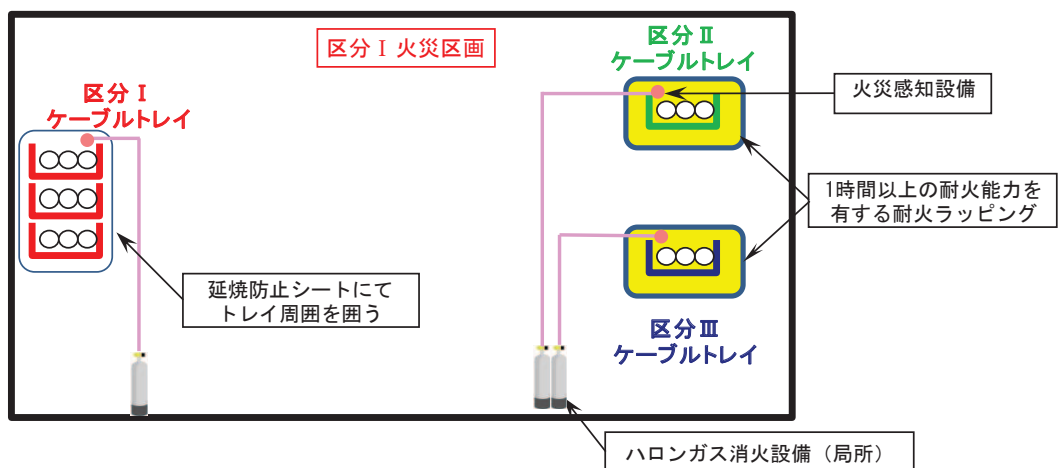 区分Ⅰ火災区画
区分Ⅱ
ケーブルトレイ
火災感知設備
区分Ⅰ
ケーブルトレイ
1時間以上の耐火能力を
有する耐火ラッピング
延焼防止シートにて
トレイ周囲を囲う
区分Ⅲ
ケーブルトレイ
ハロンガス消火設備（局所）